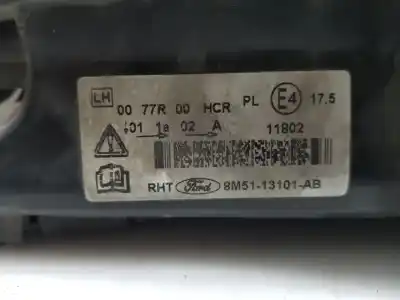 LH
00 77R 00 HCR PL E4 17.5
01 1a 02 A 11802
RHT Ford 8M51-13101-AB